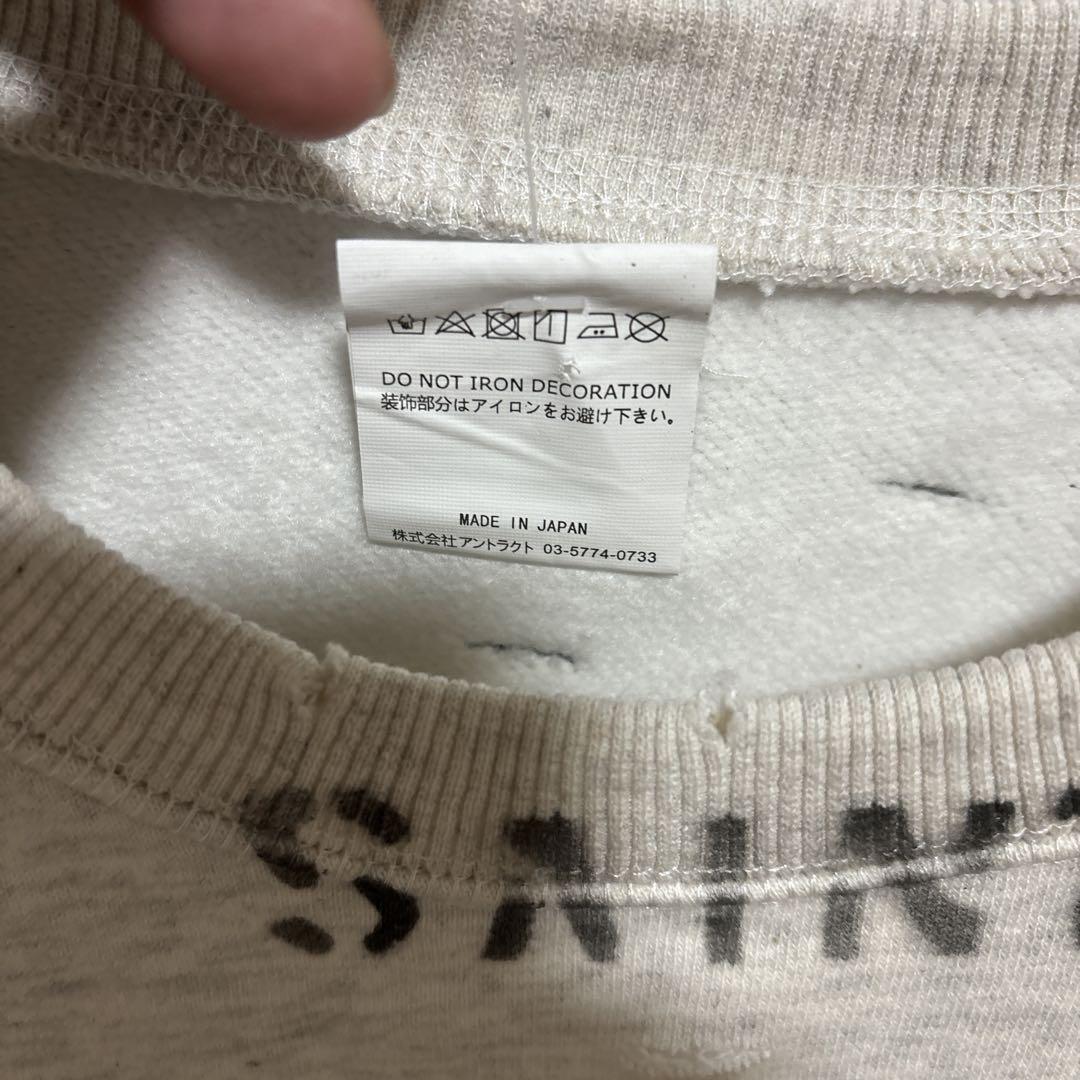 DO NOT IRON DECORATION
装飾部分はアイロンをお避け下さい。
MADE IN JAPAN
株式会社アントラクト 03-5774-0733
SAIN